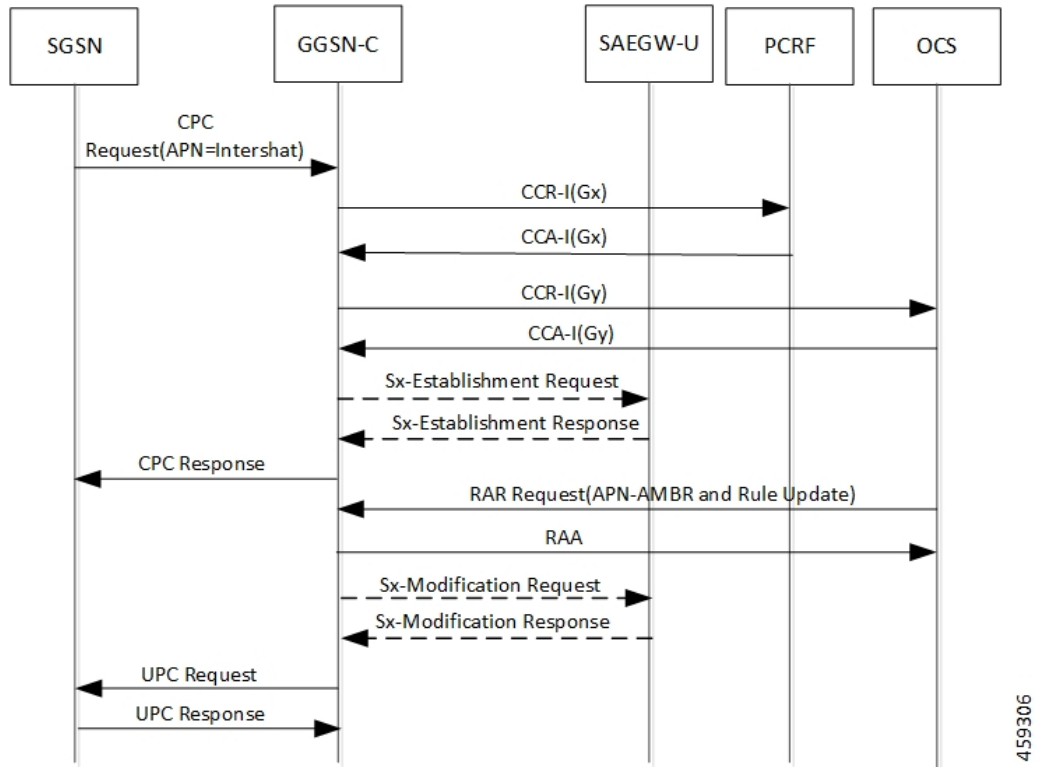 SGSN
GGSN-C
SAEGW-U
PCRF
OCS
CPC
Request(APN=Intershat)
CCR-I(Gx)
CCA-I(Gx)
CCR-I(Gy)
CCA-I(Gy)
Sx-Establishment Request
Sx-Establishment Response
CPC Response
RAR Request(APN-AMBR and Rule Update)
RAA
Sx-Modification Request
Sx-Modification Response
UPC Request
UPC Response
459306